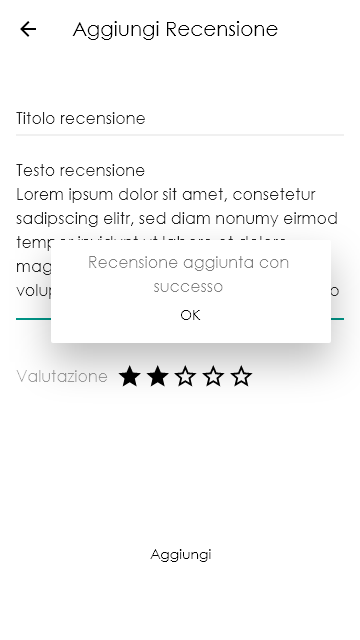 Aggiungi Recensione
Titolo recensione
Testo recensione
Lorem ipsum dolor sit amet, consetetur
sadipscing elitr, sed diam nonumy eirmod
Recensione aggiunta con
successo
OK
Valutazione
Aggiungi